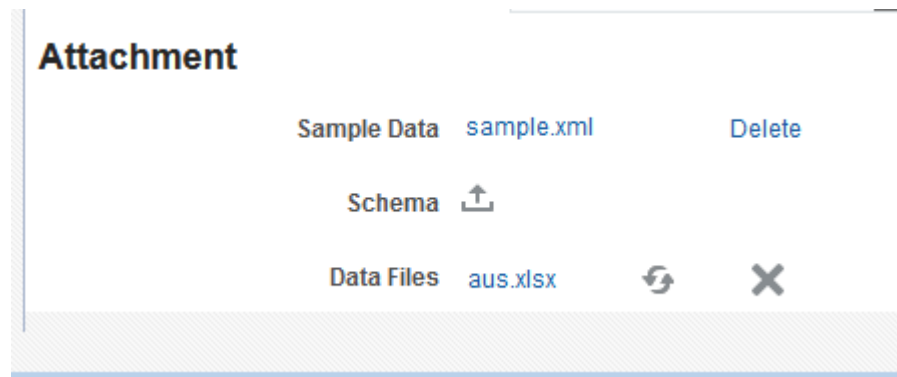 Attachment
Sample Data sample.xml Delete
Schema
Data Files aus.xlsx